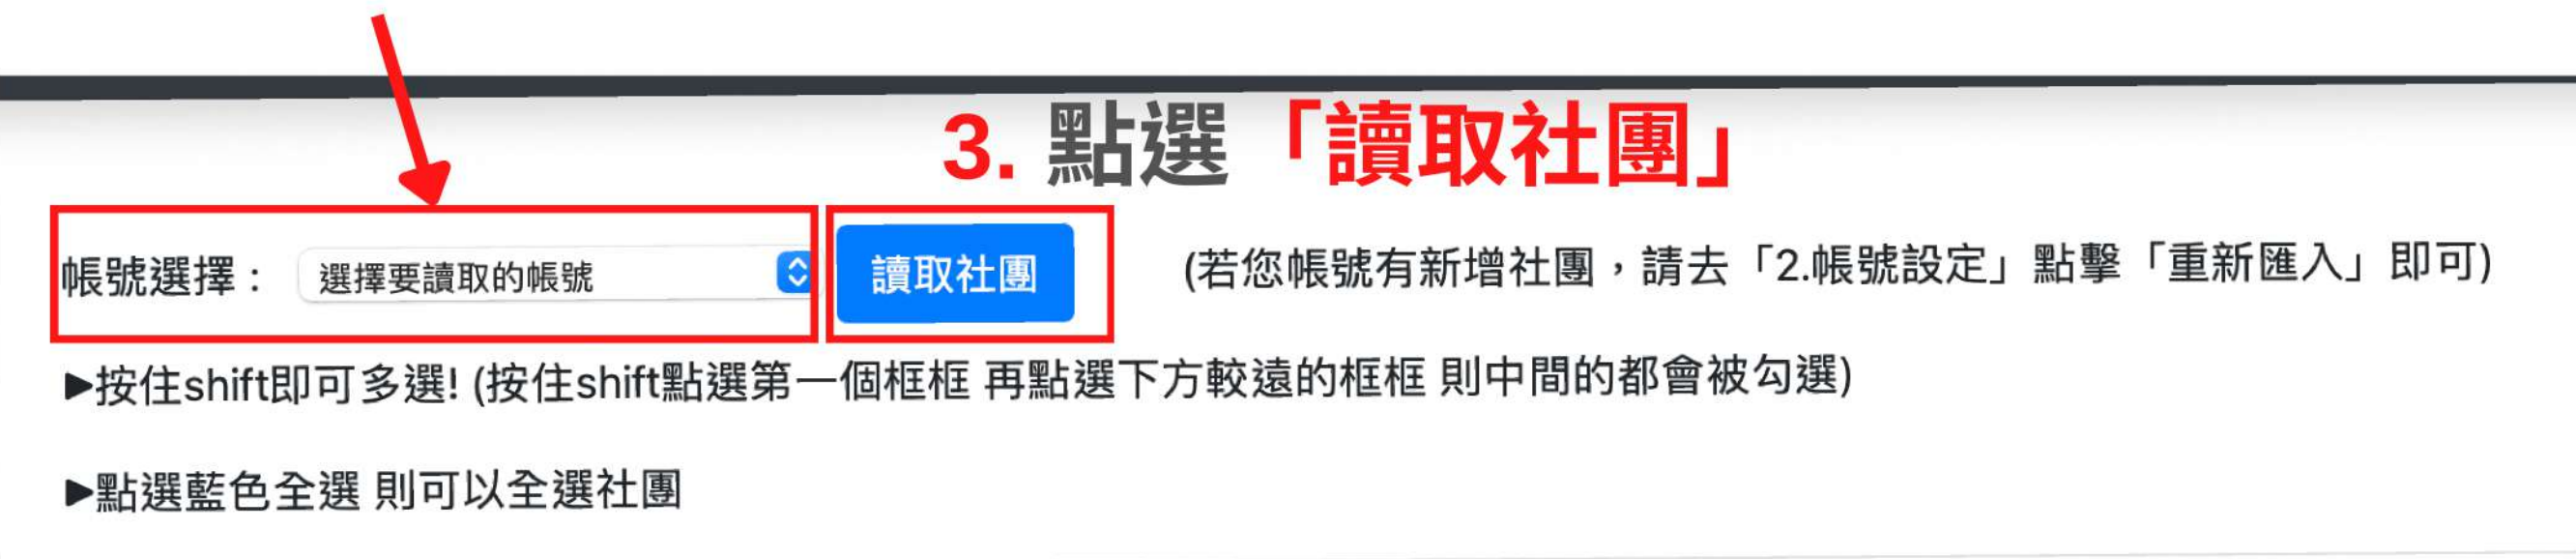 3. 點選「讀取社團」
帳號選擇： 選擇要讀取的帳號 讀取社團 (若您帳號有新增社團，請去「2.帳號設定」點擊「重新匯入」即可)
▶按住shift即可多選! (按住shift點選第一個框框 再點選下方較遠的框框 則中間的都會被勾選)
▶點選藍色全選 則可以全選社團